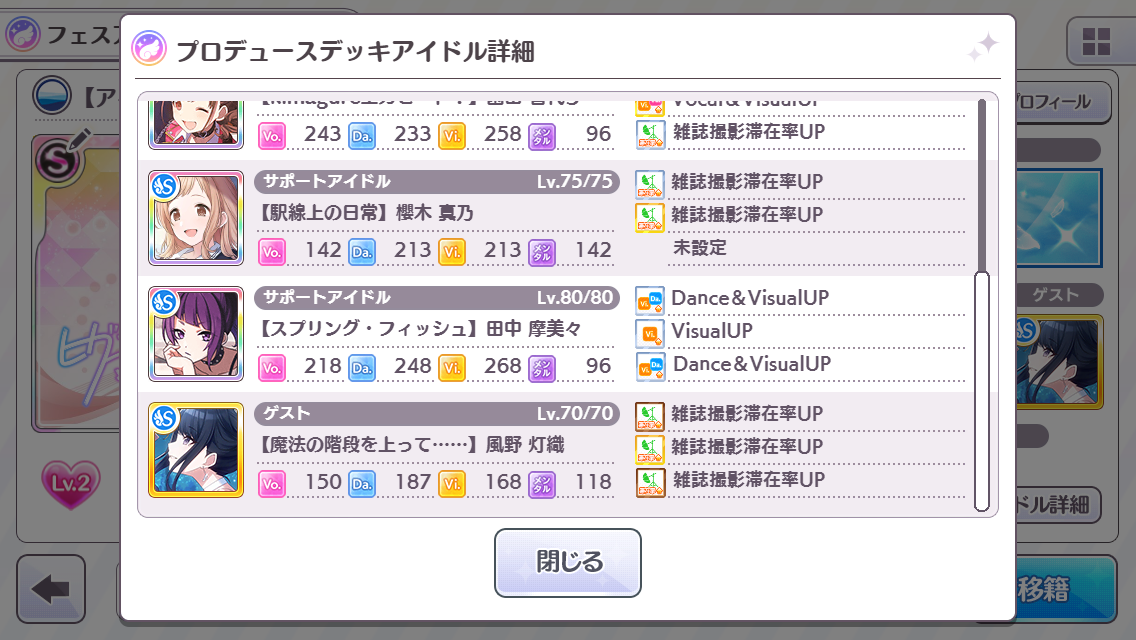 フェス
プロデュースデッキアイドル詳細
Vo. 243 Da. 233 Vi. 258 メンタル 96
Vocal&VisualUP
雑誌撮影滞在率UP
サポートアイドル Lv.75/75
【駅線上の日常】櫻木 真乃
Vo. 142 Da. 213 Vi. 213 メンタル 142
雑誌撮影滞在率UP
雑誌撮影滞在率UP
未設定
サポートアイドル Lv.80/80
【スプリング・フィッシュ】田中 摩美々
Vo. 218 Da. 248 Vi. 268 メンタル 96
Dance&VisualUP
VisualUP
Dance&VisualUP
ゲスト Lv.70/70
【魔法の階段を上って……】風野 灯織
Vo. 150 Da. 187 Vi. 168 メンタル 118
雑誌撮影滞在率UP
雑誌撮影滞在率UP
雑誌撮影滞在率UP
閉じる
【ア
S
Lv.2
プロフィール
ゲスト
ドル詳細
移籍